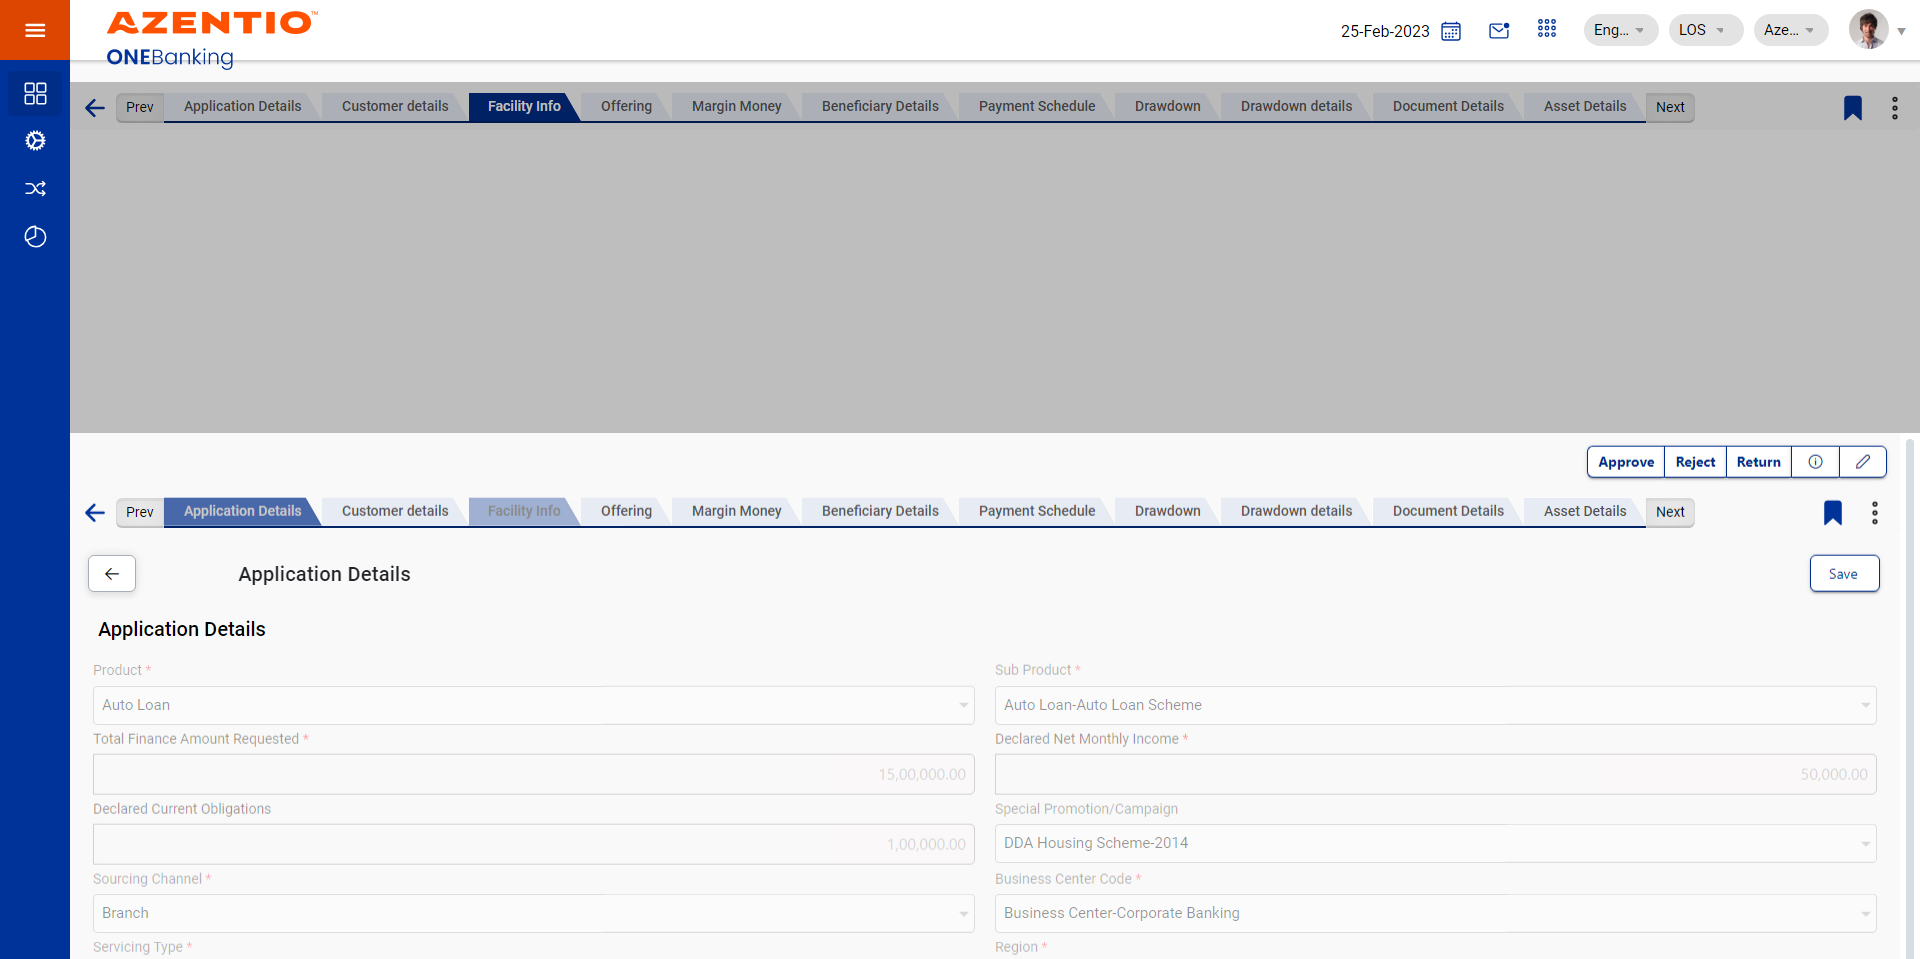 AZENTIO™
ONEBanking
25-Feb-2023
Eng...
LOS
Aze...
Prev
Application Details
Customer details
Facility Info
Offering
Margin Money
Beneficiary Details
Payment Schedule
Drawdown
Drawdown details
Document Details
Asset Details
Next
Approve
Reject
Return
Prev
Application Details
Customer details
Facility Info
Offering
Margin Money
Beneficiary Details
Payment Schedule
Drawdown
Drawdown details
Document Details
Asset Details
Next
Application Details
Save
Application Details
Product *
Sub Product *
Auto Loan
Auto Loan-Auto Loan Scheme
Total Finance Amount Requested *
Declared Net Monthly Income *
15,00,000.00
50,000.00
Declared Current Obligations
Special Promotion/Campaign
1,00,000.00
DDA Housing Scheme-2014
Sourcing Channel *
Business Center Code *
Branch
Business Center-Corporate Banking
Servicing Type *
Region *